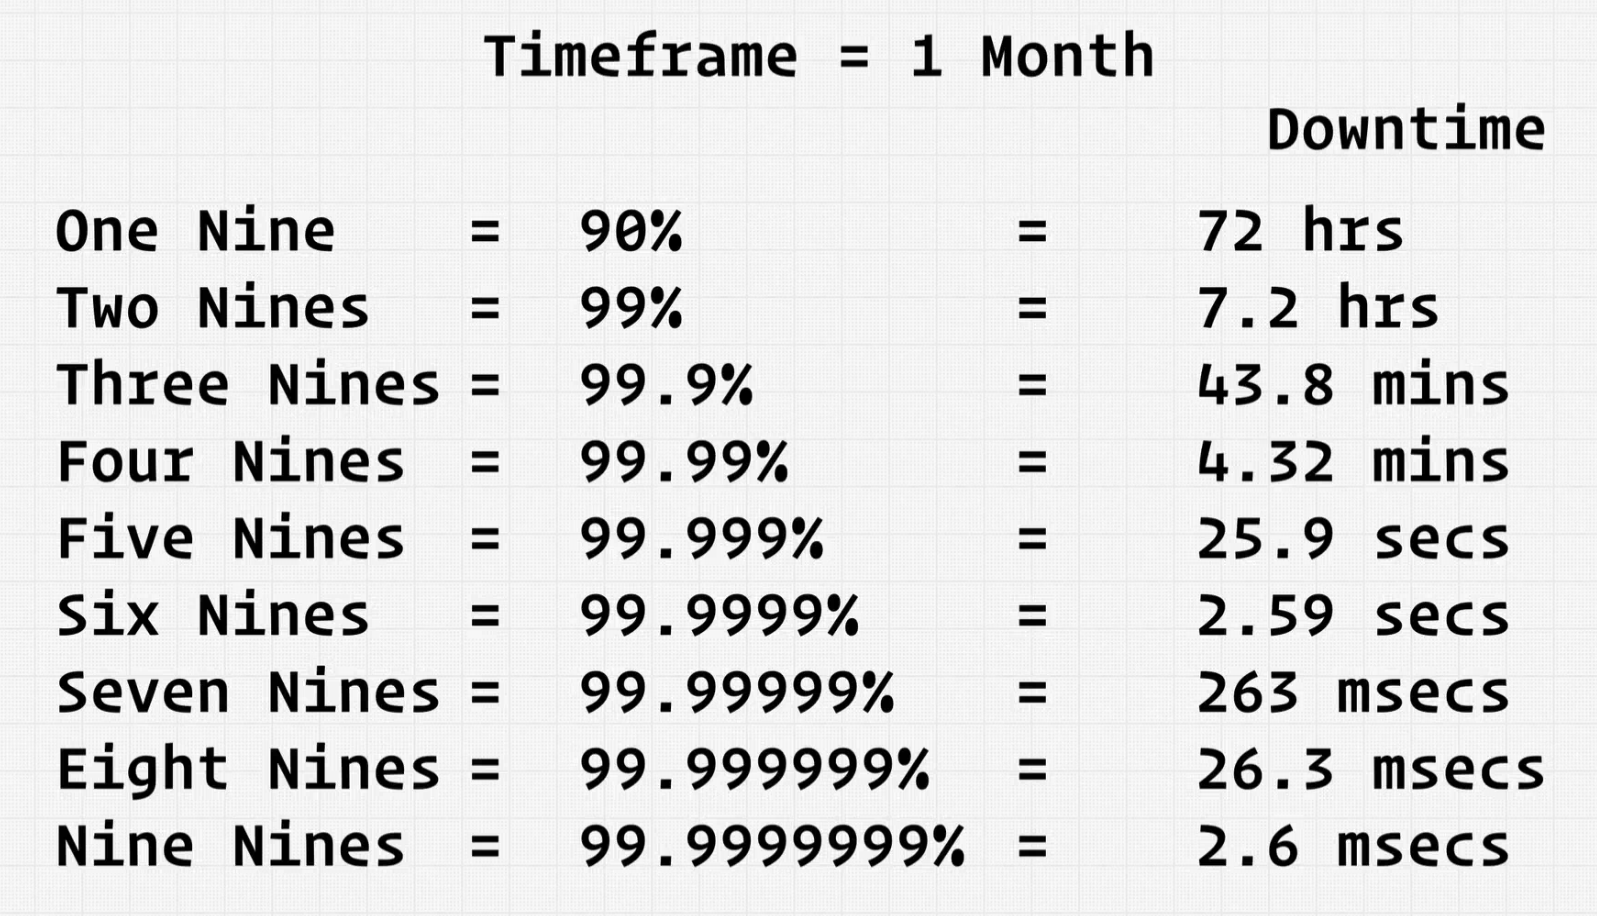 Timeframe = 1 Month
Downtime
One Nine = 90% = 72 hrs
Two Nines = 99% = 7.2 hrs
Three Nines = 99.9% = 43.8 mins
Four Nines = 99.99% = 4.32 mins
Five Nines = 99.999% = 25.9 secs
Six Nines = 99.9999% = 2.59 secs
Seven Nines = 99.99999% = 263 msecs
Eight Nines = 99.999999% = 26.3 msecs
Nine Nines = 99.9999999% = 2.6 msecs